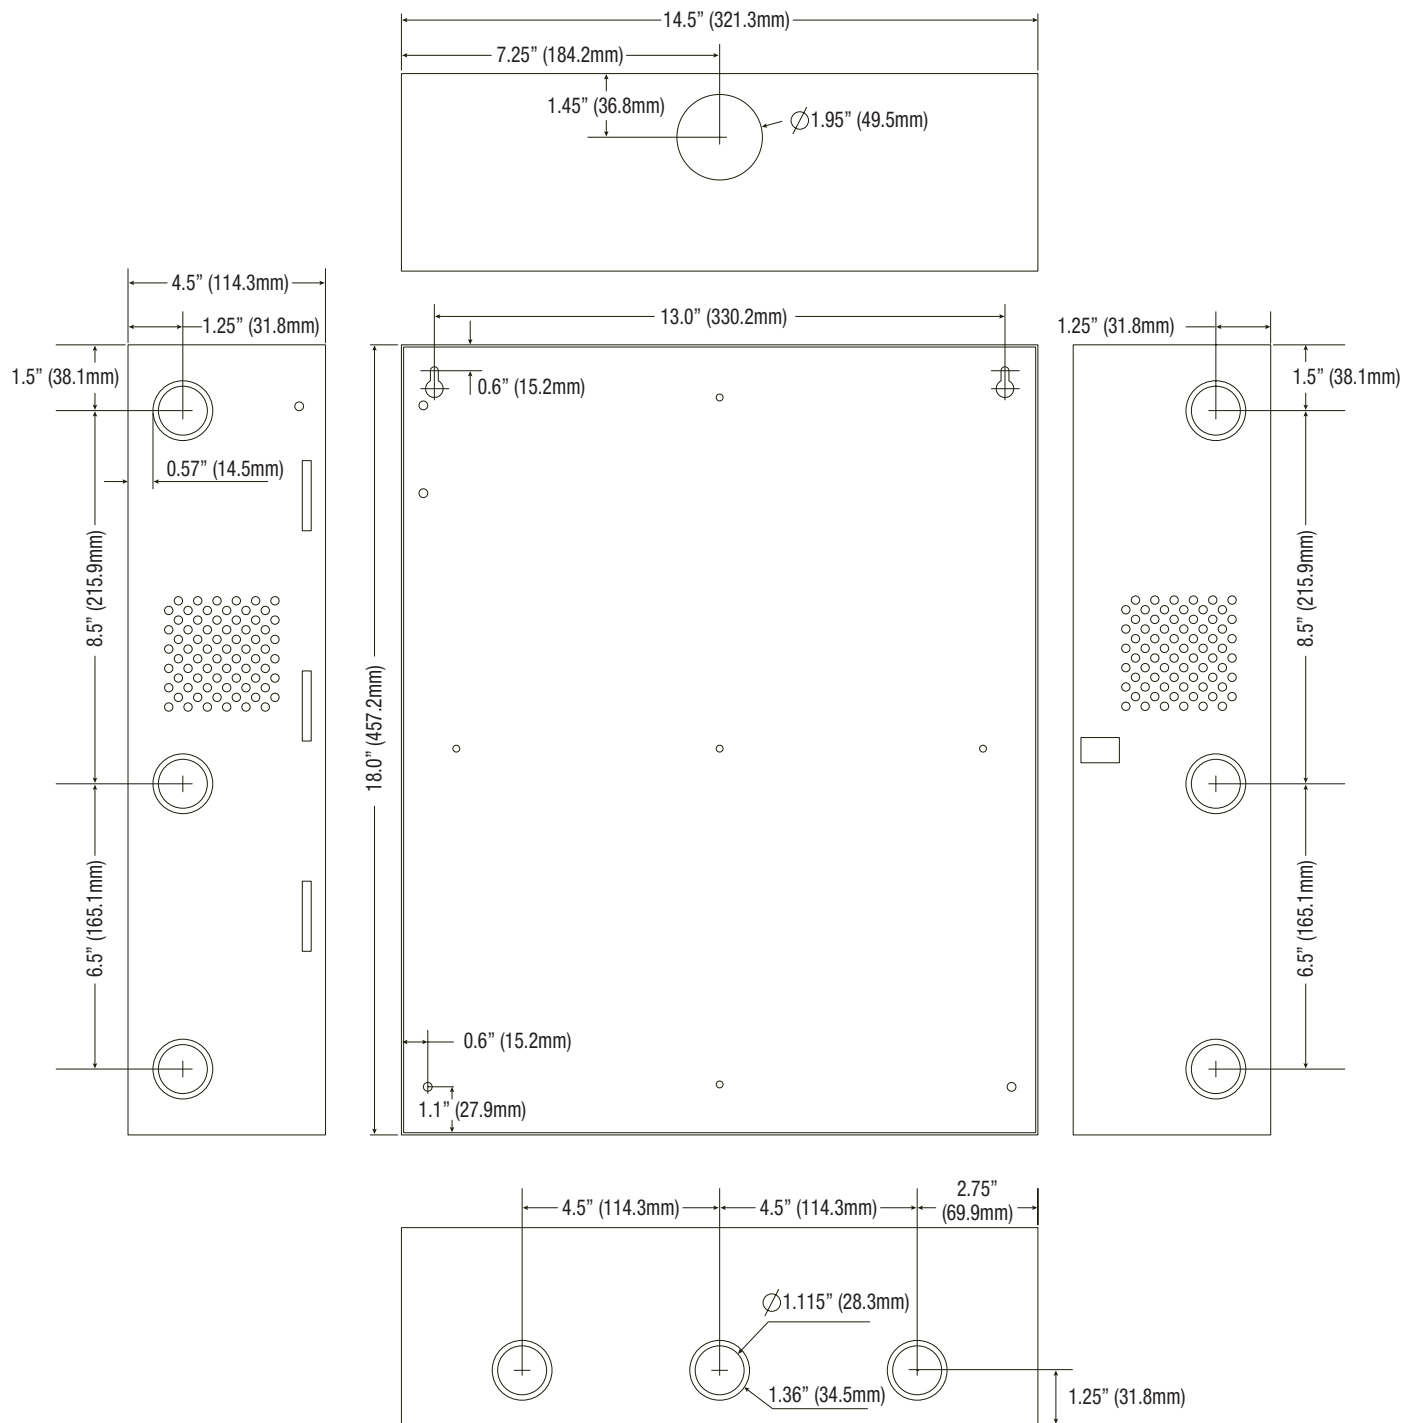 14.5” (321.3mm)
7.25” (184.2mm)
1.45” (36.8mm)
∅1.95” (49.5mm)
4.5” (114.3mm)
1.25” (31.8mm)
13.0” (330.2mm)
1.25” (31.8mm)
1.5” (38.1mm)
0.6” (15.2mm)
1.5” (38.1mm)
0.57” (14.5mm)
8.5” (215.9mm)
18.0” (457.2mm)
8.5” (215.9mm)
6.5” (165.1mm)
6.5” (165.1mm)
0.6” (15.2mm)
1.1” (27.9mm)
4.5” (114.3mm)
4.5” (114.3mm)
2.75”
(69.9mm)
∅1.115” (28.3mm)
1.36” (34.5mm)
1.25” (31.8mm)